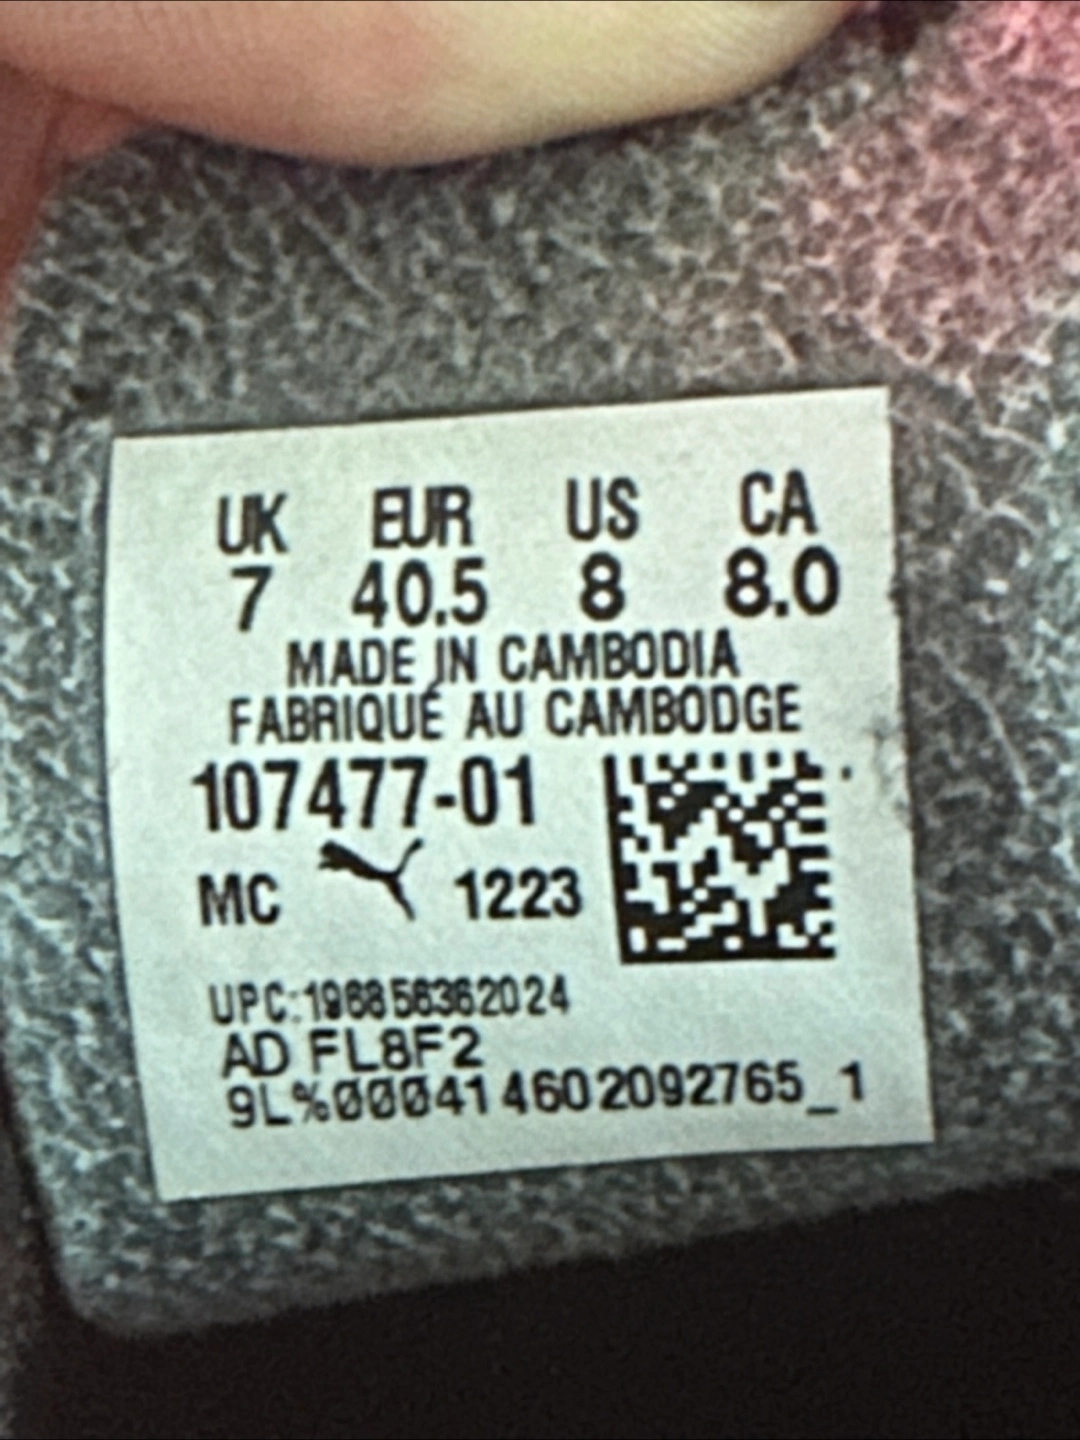 UK EUR US CA
7 40.5 8 8.0
MADE IN CAMBODIA
FABRIQUÉ AU CAMBODGE
107477-01
MC 1223
UPC:196856362024
AD FL8F2
9L%000414602092765_1